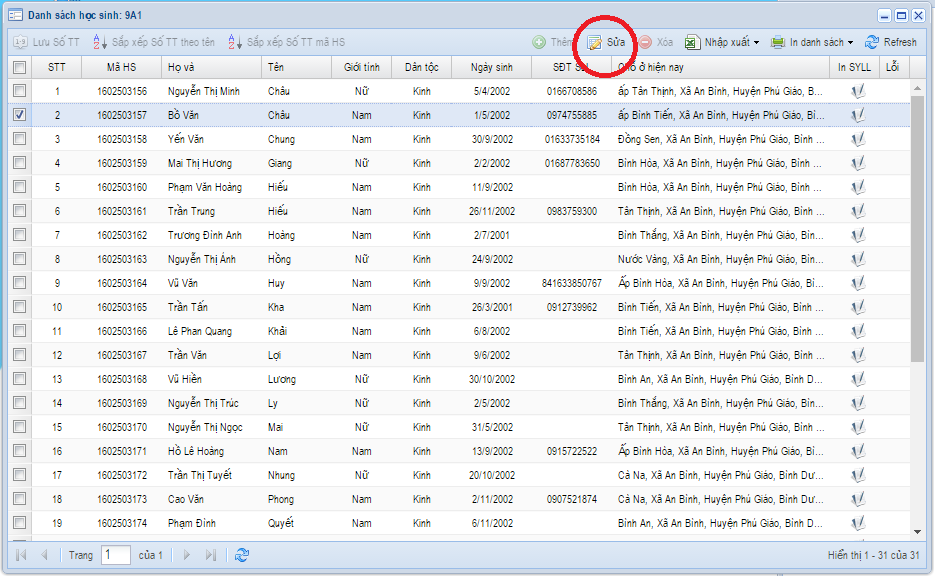 Danh sách học sinh: 9A1
Lưu Số TT Sắp xếp Số TT theo tên Sắp xếp Số TT mã HS Thêm Sửa Xóa Nhập xuất In danh sách Refresh
STT Mã HS Họ và Tên Giới tính Dân tộc Ngày sinh SĐT Chỗ ở hiện nay In SYLL Lỗi
1 1602503156 Nguyễn Thị Minh Châu Nữ Kinh 5/4/2002 0166708586 ấp Tân Thịnh, Xã An Bình, Huyện Phú Giáo, B...
2 1602503157 Bồ Văn Châu Nam Kinh 1/5/2002 0974755885 ấp Bình Tiến, Xã An Bình, Huyện Phú Giáo, Bì...
3 1602503158 Yến Văn Chung Nam Kinh 30/9/2002 01633735184 Đồng Sen, Xã An Bình, Huyện Phú Giáo, Bình ...
4 1602503159 Mai Thị Hương Giang Nữ Kinh 2/2/2002 01687783650 Bình Hòa, Xã An Bình, Huyện Phú Giáo, Bình ...
5 1602503160 Phạm Văn Hoàng Hiếu Nam Kinh 11/9/2002 Bình Hòa, Xã An Bình, Huyện Phú Giáo, Bình ...
6 1602503161 Trần Trung Hiếu Nam Kinh 26/11/2002 0983759300 Tân Thịnh, Xã An Bình, Huyện Phú Giáo, Bình ...
7 1602503162 Trương Đình Anh Hoàng Nam Kinh 2/7/2001 Bình Thắng, Xã An Bình, Huyện Phú Giáo, Bì...
8 1602503163 Nguyễn Thị Ánh Hồng Nữ Kinh 24/9/2002 Nước Vàng, Xã An Bình, Huyện Phú Giáo, Bì...
9 1602503164 Vũ Văn Huy Nam Kinh 9/9/2002 841633850767 Ấp Bình Hòa, Xã An Bình, Huyện Phú Giáo, Bì...
10 1602503165 Trần Tấn Kha Nam Kinh 26/3/2001 0912739962 Bình Tiến, Xã An Bình, Huyện Phú Giáo, Bình ...
11 1602503166 Lê Phan Quang Khải Nam Kinh 6/8/2002 Bình Tiến, Xã An Bình, Huyện Phú Giáo, Bình ...
12 1602503167 Trần Văn Lợi Nam Kinh 9/6/2002 Tân Thịnh, Xã An Bình, Huyện Phú Giáo, Bình ...
13 1602503168 Vũ Hiền Lương Nữ Kinh 30/10/2002 Bình An, Xã An Bình, Huyện Phú Giáo, Bình D...
14 1602503169 Nguyễn Thị Trúc Ly Nữ Kinh 2/5/2002 Bình Thắng, Xã An Bình, Huyện Phú Giáo, Bì...
15 1602503170 Nguyễn Thị Ngọc Mai Nữ Kinh 31/5/2002 Tân Thịnh, Xã An Bình, Huyện Phú Giáo, Bình ...
16 1602503171 Hồ Lê Hoàng Nam Nam Kinh 13/9/2002 0915722522 Ấp Bình Hòa, Xã An Bình, Huyện Phú Giáo, Bì...
17 1602503172 Trần Thị Tuyết Nhung Nữ Kinh 20/10/2002 Cà Na, Xã An Bình, Huyện Phú Giáo, Bình Dư...
18 1602503173 Cao Văn Phong Nam Kinh 2/11/2002 0907521874 Cà Na, Xã An Bình, Huyện Phú Giáo, Bình Dư...
19 1602503174 Phạm Đình Quyết Nam Kinh 6/11/2002 Bình An, Xã An Bình, Huyện Phú Giáo, Bình D...
Trang 1 của 1 Hiển thị 1 - 31 của 31